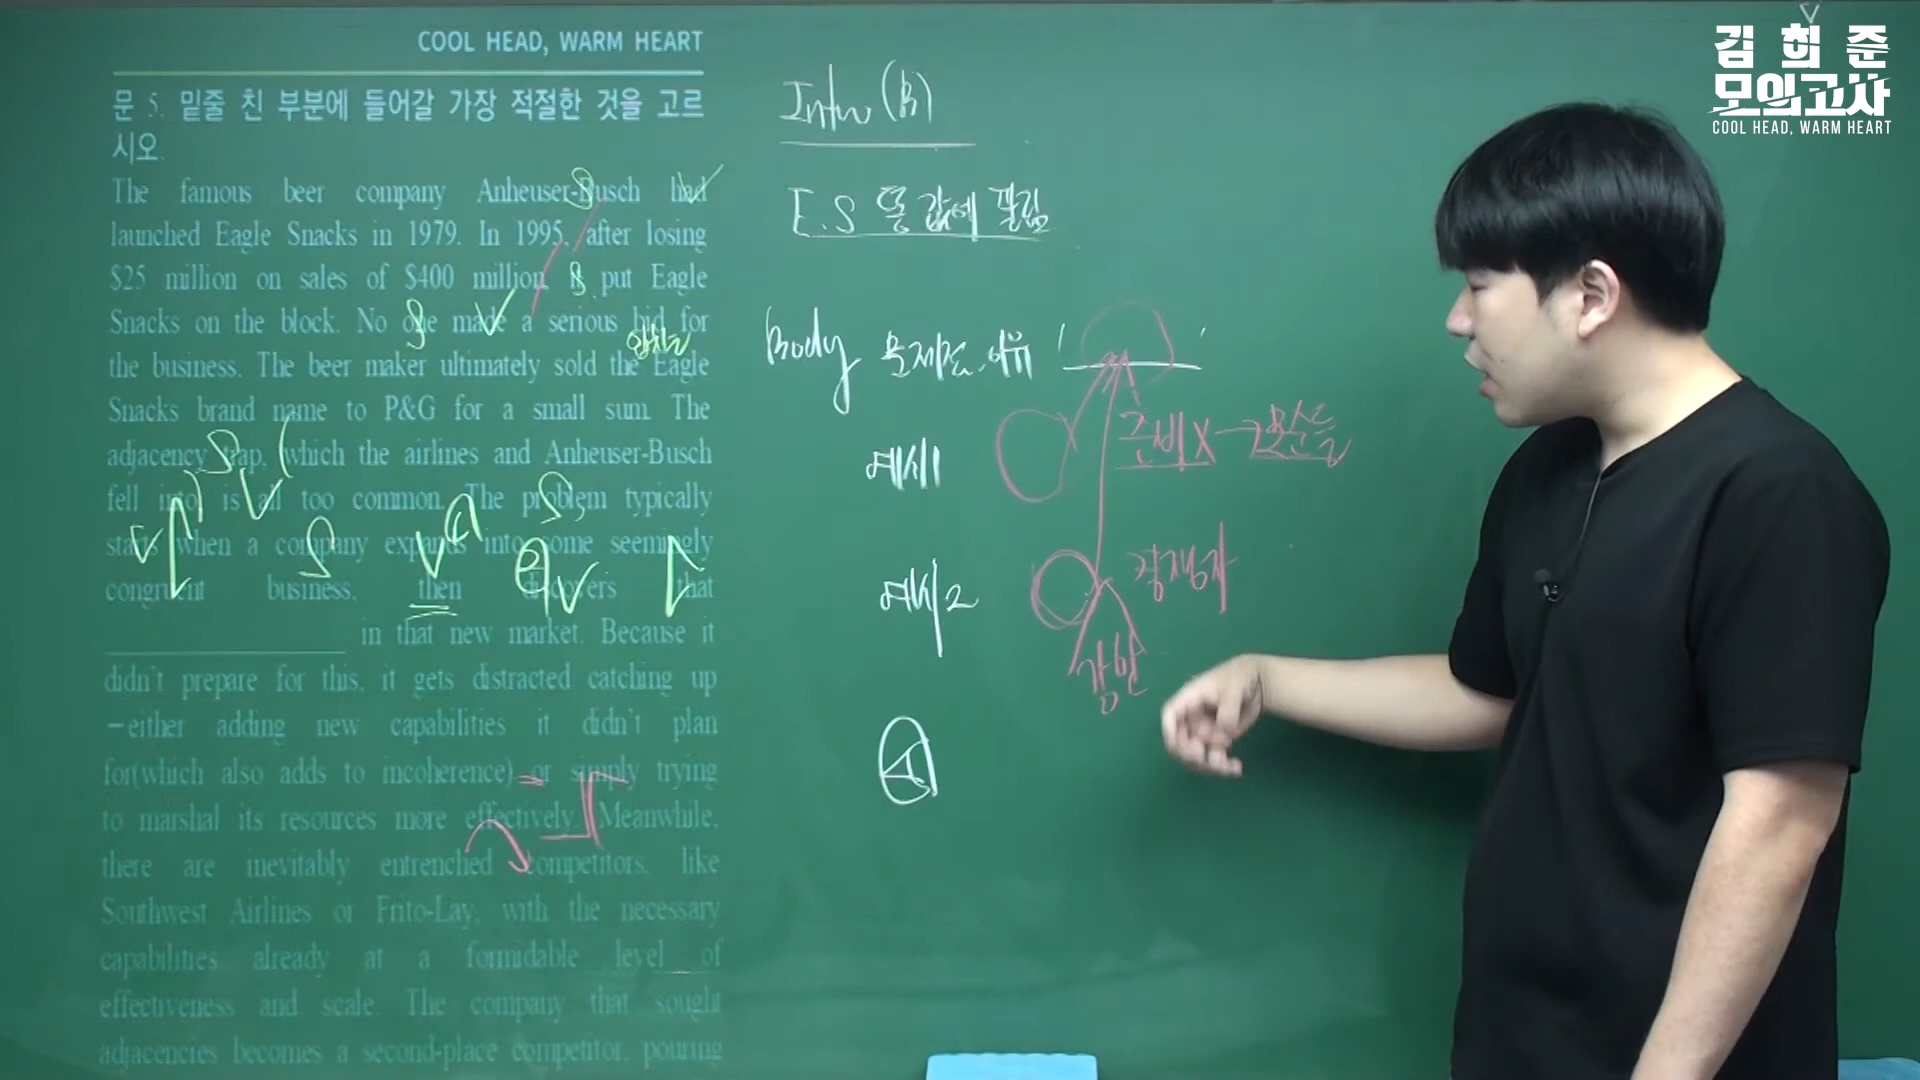 COOL HEAD, WARM HEART
문 5. 밑줄 친 부분에 들어갈 가장 적절한 것을 고르
시오.
The famous beer company Anheuser-Busch had
launched Eagle Snacks in 1979. In 1995, after losing
$25 million on sales of $400 million, it put Eagle
Snacks on the block. No one made a serious bid for
the business. The beer maker ultimately sold the Eagle
Snacks brand name to P&G for a small sum. The
adjacency trap, which the airlines and Anheuser-Busch
fell into, is all too common. The problem typically
starts when a company expands into some seemingly
congruent business, then discovers that
in that new market. Because it
didn't prepare for this, it gets distracted catching up
−either adding new capabilities it didn't plan
for(which also adds to incoherence) or simply trying
to marshal its resources more effectively. Meanwhile,
there are inevitably entrenched competitors, like
Southwest Airlines or Frito-Lay, with the necessary
capabilities already at a formidable level of
effectiveness and scale. The company that sought
adjacencies becomes a second-place competitor, pouring
Intro (B)
E.S 똥값에 팔림
Body 문제점, 이유
예시1
준비X
예시2
경쟁자
강한
김희준
모의고사
COOL HEAD, WARM HEART